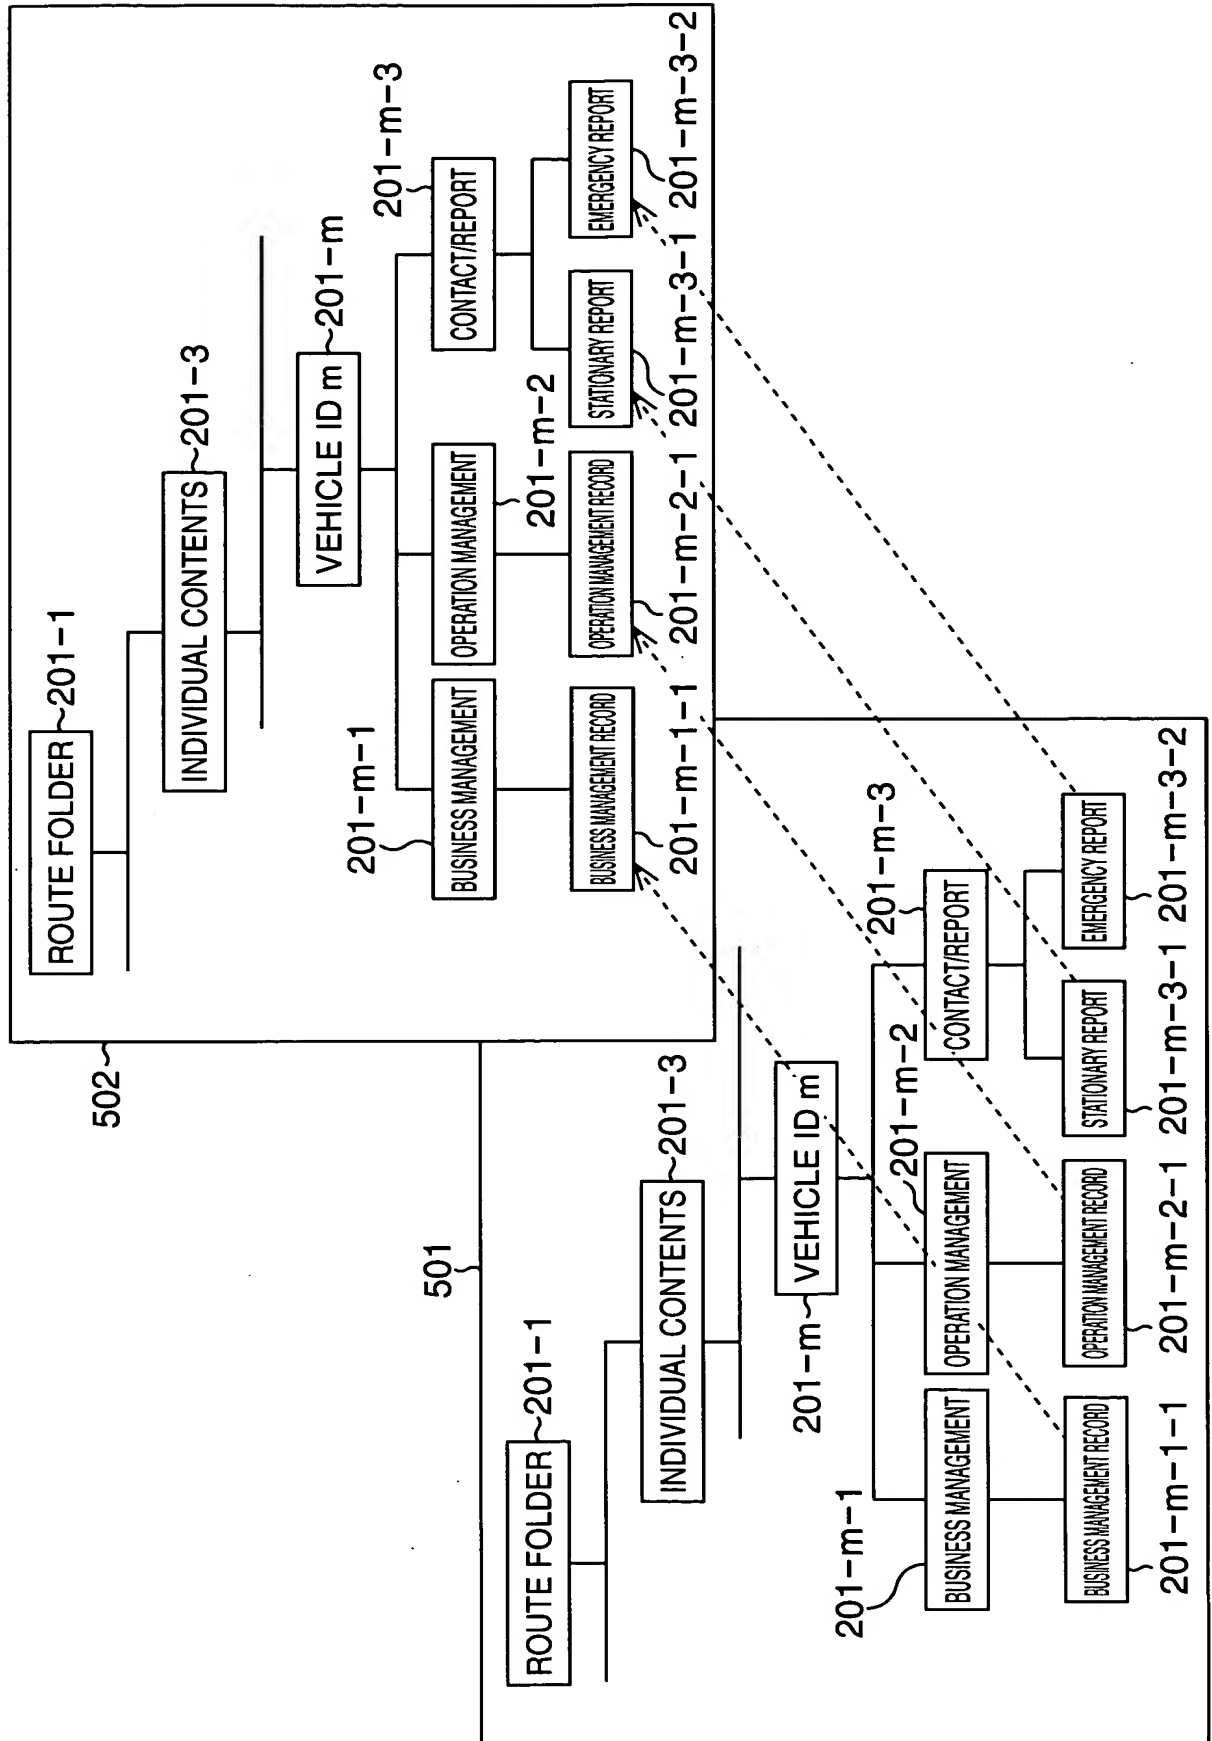 502
ROUTE FOLDER
201-1
INDIVIDUAL CONTENTS
201-3
VEHICLE ID m
201-m
201-m-1
BUSINESS MANAGEMENT
OPERATION MANAGEMENT
201-m-2
CONTACT/REPORT
201-m-3
BUSINESS MANAGEMENT RECORD
OPERATION MANAGEMENT RECORD
STATIONARY REPORT
EMERGENCY REPORT
201-m-1-1
201-m-2-1
201-m-3-1
201-m-3-2
501
ROUTE FOLDER
201-1
INDIVIDUAL CONTENTS
201-3
201-m
VEHICLE ID m
201-m-1
BUSINESS MANAGEMENT
OPERATION MANAGEMENT
201-m-2
CONTACT/REPORT
201-m-3
BUSINESS MANAGEMENT RECORD
OPERATION MANAGEMENT RECORD
STATIONARY REPORT
EMERGENCY REPORT
201-m-1-1
201-m-2-1
201-m-3-1
201-m-3-2